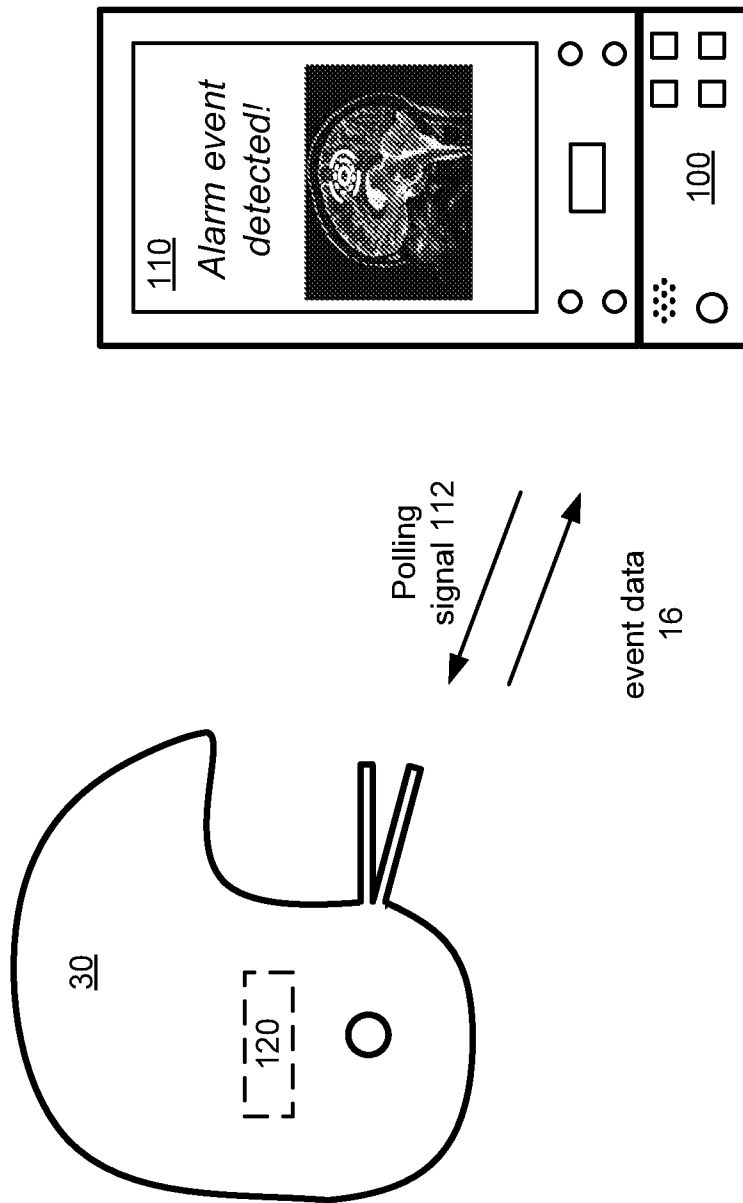 30
120
Polling
signal 112
event data
16
110
Alarm event
detected!
100